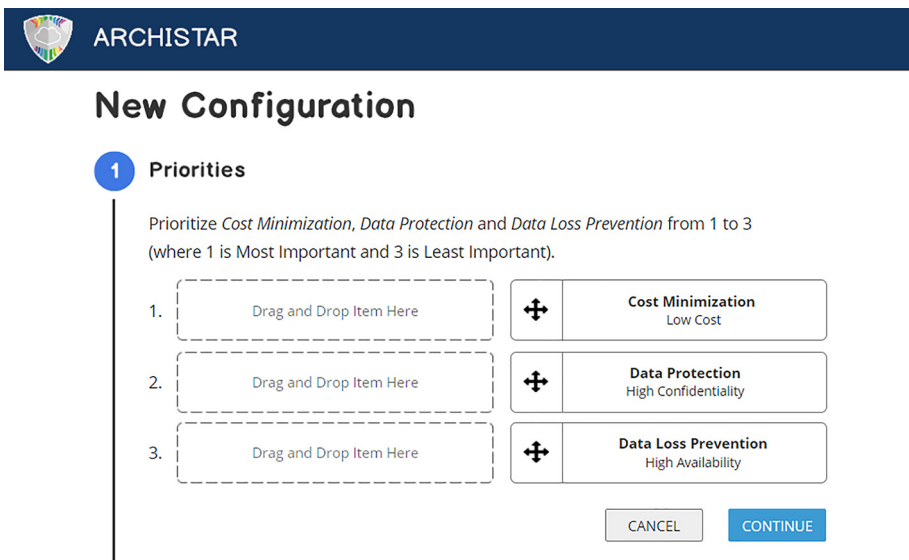 ARCHISTAR
New Configuration
1 Priorities
Prioritize Cost Minimization, Data Protection and Data Loss Prevention from 1 to 3
(where 1 is Most Important and 3 is Least Important).
1. Drag and Drop Item Here
Cost Minimization
Low Cost
2. Drag and Drop Item Here
Data Protection
High Confidentiality
3. Drag and Drop Item Here
Data Loss Prevention
High Availability
CANCEL CONTINUE